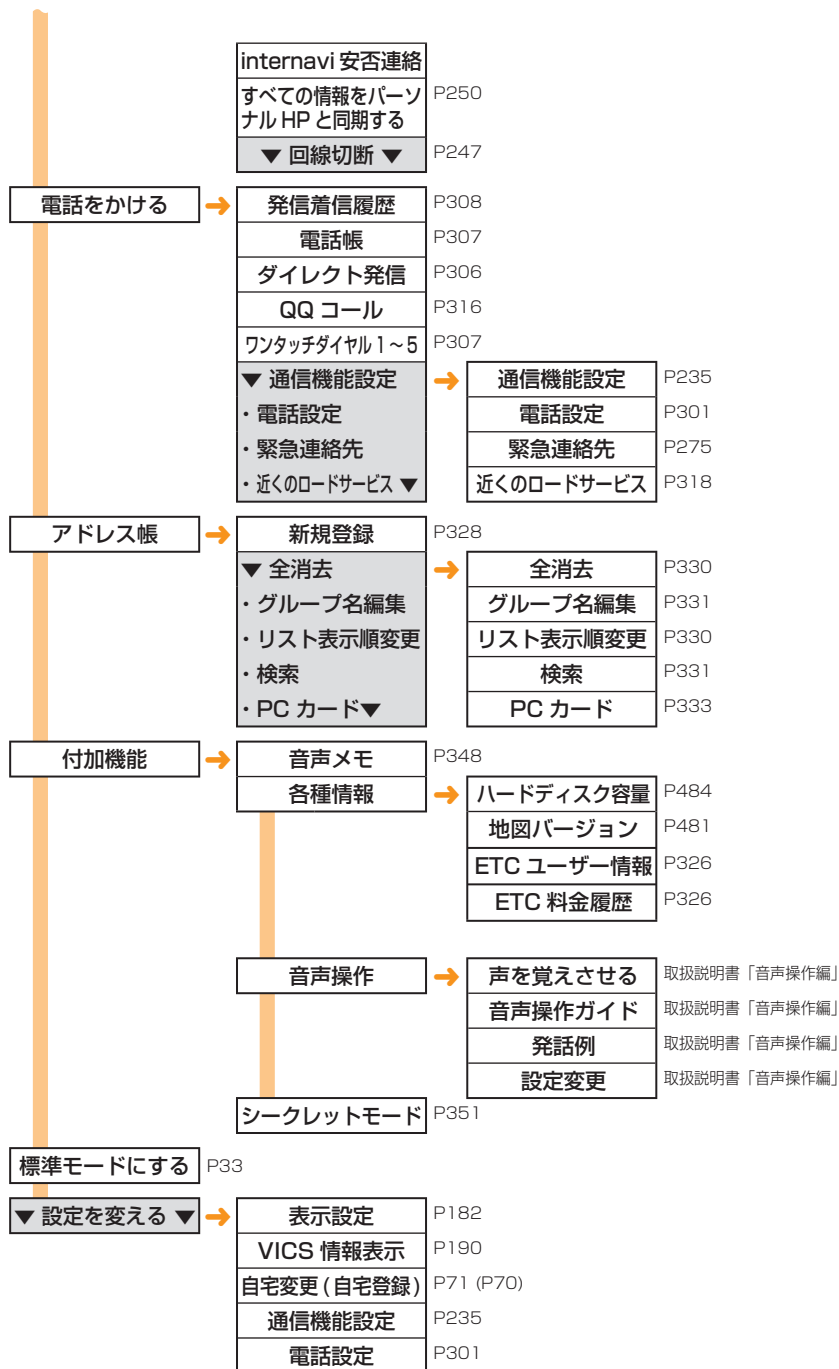 internavi 安否連絡
すべての情報をパーソ
ナル HP と同期する P250
▼ 回線切断 ▼ P247
電話をかける → 発信着信履歴 P308
電話帳 P307
ダイレクト発信 P306
QQ コール P316
ワンタッチダイヤル 1～5 P307
▼ 通信機能設定 → 通信機能設定 P235
・電話設定 電話設定 P301
・緊急連絡先 緊急連絡先 P275
・近くのロードサービス ▼ 近くのロードサービス P318
アドレス帳 → 新規登録 P328
▼ 全消去 → 全消去 P330
・グループ名編集 グループ名編集 P331
・リスト表示順変更 リスト表示順変更 P330
・検索 検索 P331
・PC カード▼ PC カード P333
付加機能 → 音声メモ P348
各種情報 → ハードディスク容量 P484
地図バージョン P481
ETC ユーザー情報 P326
ETC 料金履歴 P326
音声操作 → 声を覚えさせる 取扱説明書「音声操作編」
音声操作ガイド 取扱説明書「音声操作編」
発話例 取扱説明書「音声操作編」
設定変更 取扱説明書「音声操作編」
シークレットモード P351
標準モードにする P33
▼ 設定を変える ▼ → 表示設定 P182
VICS 情報表示 P190
自宅変更 ( 自宅登録 ) P71 (P70)
通信機能設定 P235
電話設定 P301